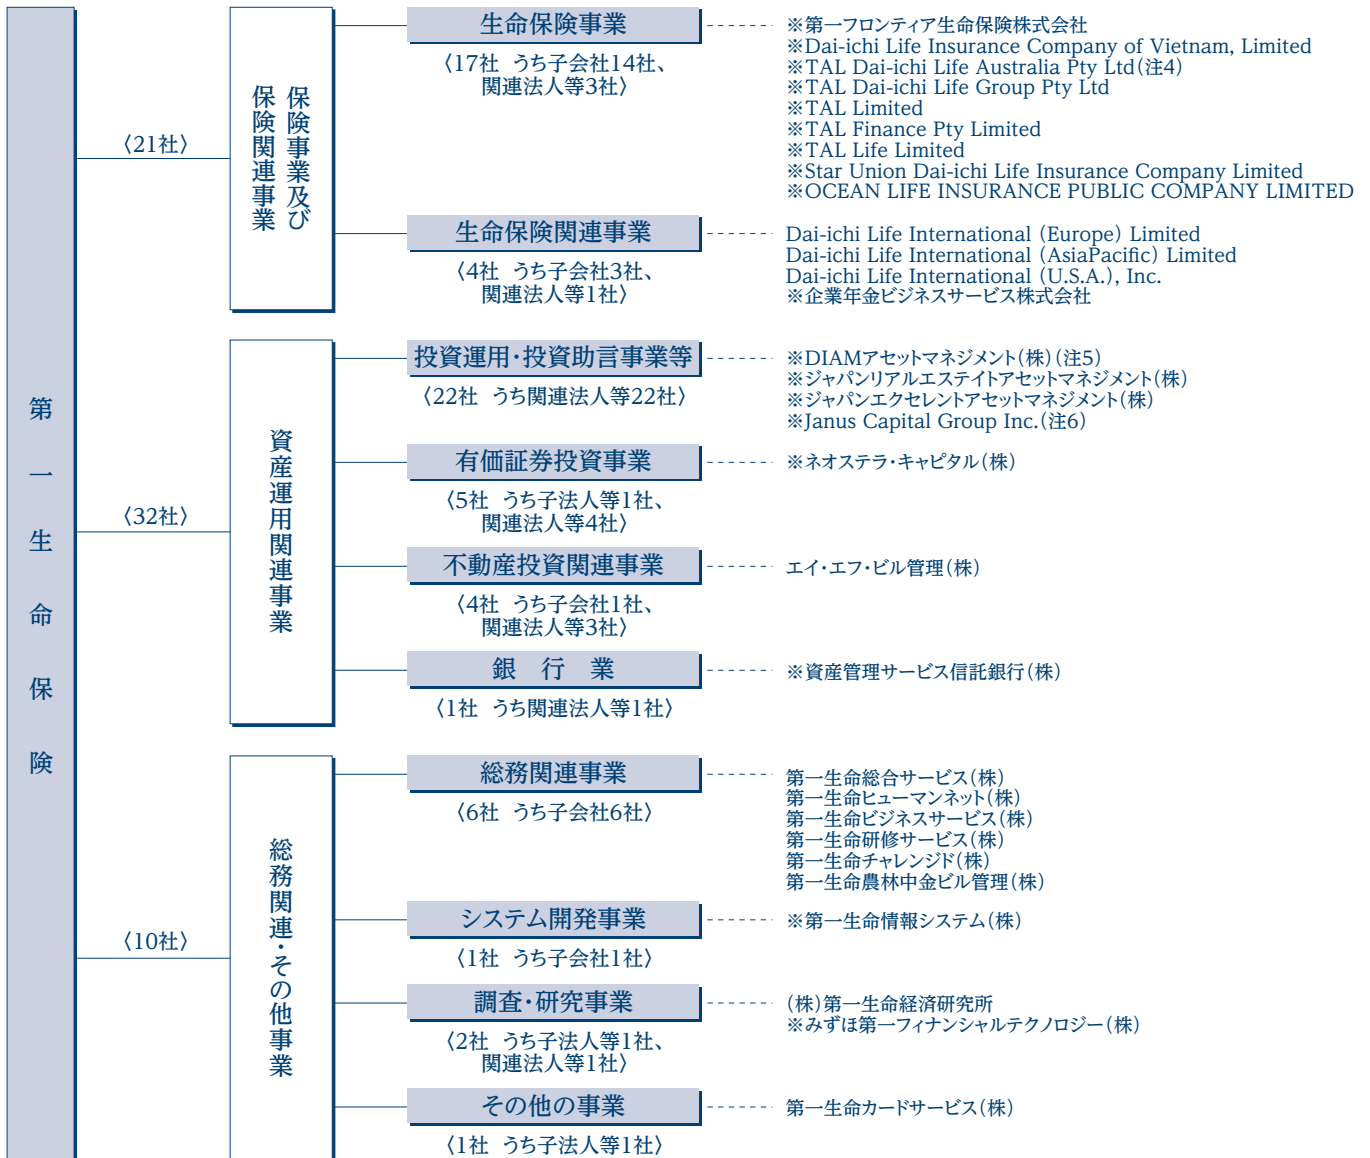 第一生命保険
〈21社〉
保険事業及び
保険関連事業
生命保険事業
〈17社 うち子会社14社、
関連法人等3社〉
※第一フロンティア生命保険株式会社
※Dai-ichi Life Insurance Company of Vietnam, Limited
※TAL Dai-ichi Life Australia Pty Ltd(注4)
※TAL Dai-ichi Life Group Pty Ltd
※TAL Limited
※TAL Finance Pty Limited
※TAL Life Limited
※Star Union Dai-ichi Life Insurance Company Limited
※OCEAN LIFE INSURANCE PUBLIC COMPANY LIMITED
生命保険関連事業
〈4社 うち子会社3社、
関連法人等1社〉
Dai-ichi Life International (Europe) Limited
Dai-ichi Life International (AsiaPacific) Limited
Dai-ichi Life International (U.S.A.), Inc.
※企業年金ビジネスサービス株式会社
〈32社〉
資産運用関連事業
投資運用・投資助言事業等
〈22社 うち関連法人等22社〉
※DIAMアセットマネジメント(株)(注5)
※ジャパンリアルエステイトアセットマネジメント(株)
※ジャパンエクセレントアセットマネジメント(株)
※Janus Capital Group Inc.(注6)
有価証券投資事業
〈5社 うち子法人等1社、
関連法人等4社〉
※ネオステラ・キャピタル(株)
不動産投資関連事業
〈4社 うち子会社1社、
関連法人等3社〉
エイ・エフ・ビル管理(株)
銀 行 業
〈1社 うち関連法人等1社〉
※資産管理サービス信託銀行(株)
〈10社〉
総務関連・その他事業
総務関連事業
〈6社 うち子会社6社〉
第一生命総合サービス(株)
第一生命ヒューマンネット(株)
第一生命ビジネスサービス(株)
第一生命研修サービス(株)
第一生命チャレンジド(株)
第一生命農林中金ビル管理(株)
システム開発事業
〈1社 うち子会社1社〉
※第一生命情報システム(株)
調査・研究事業
〈2社 うち子法人等1社、
関連法人等1社〉
(株)第一生命経済研究所
※みずほ第一フィナンシャルテクノロジー(株)
その他の事業
〈1社 うち子法人等1社〉
第一生命カードサービス(株)